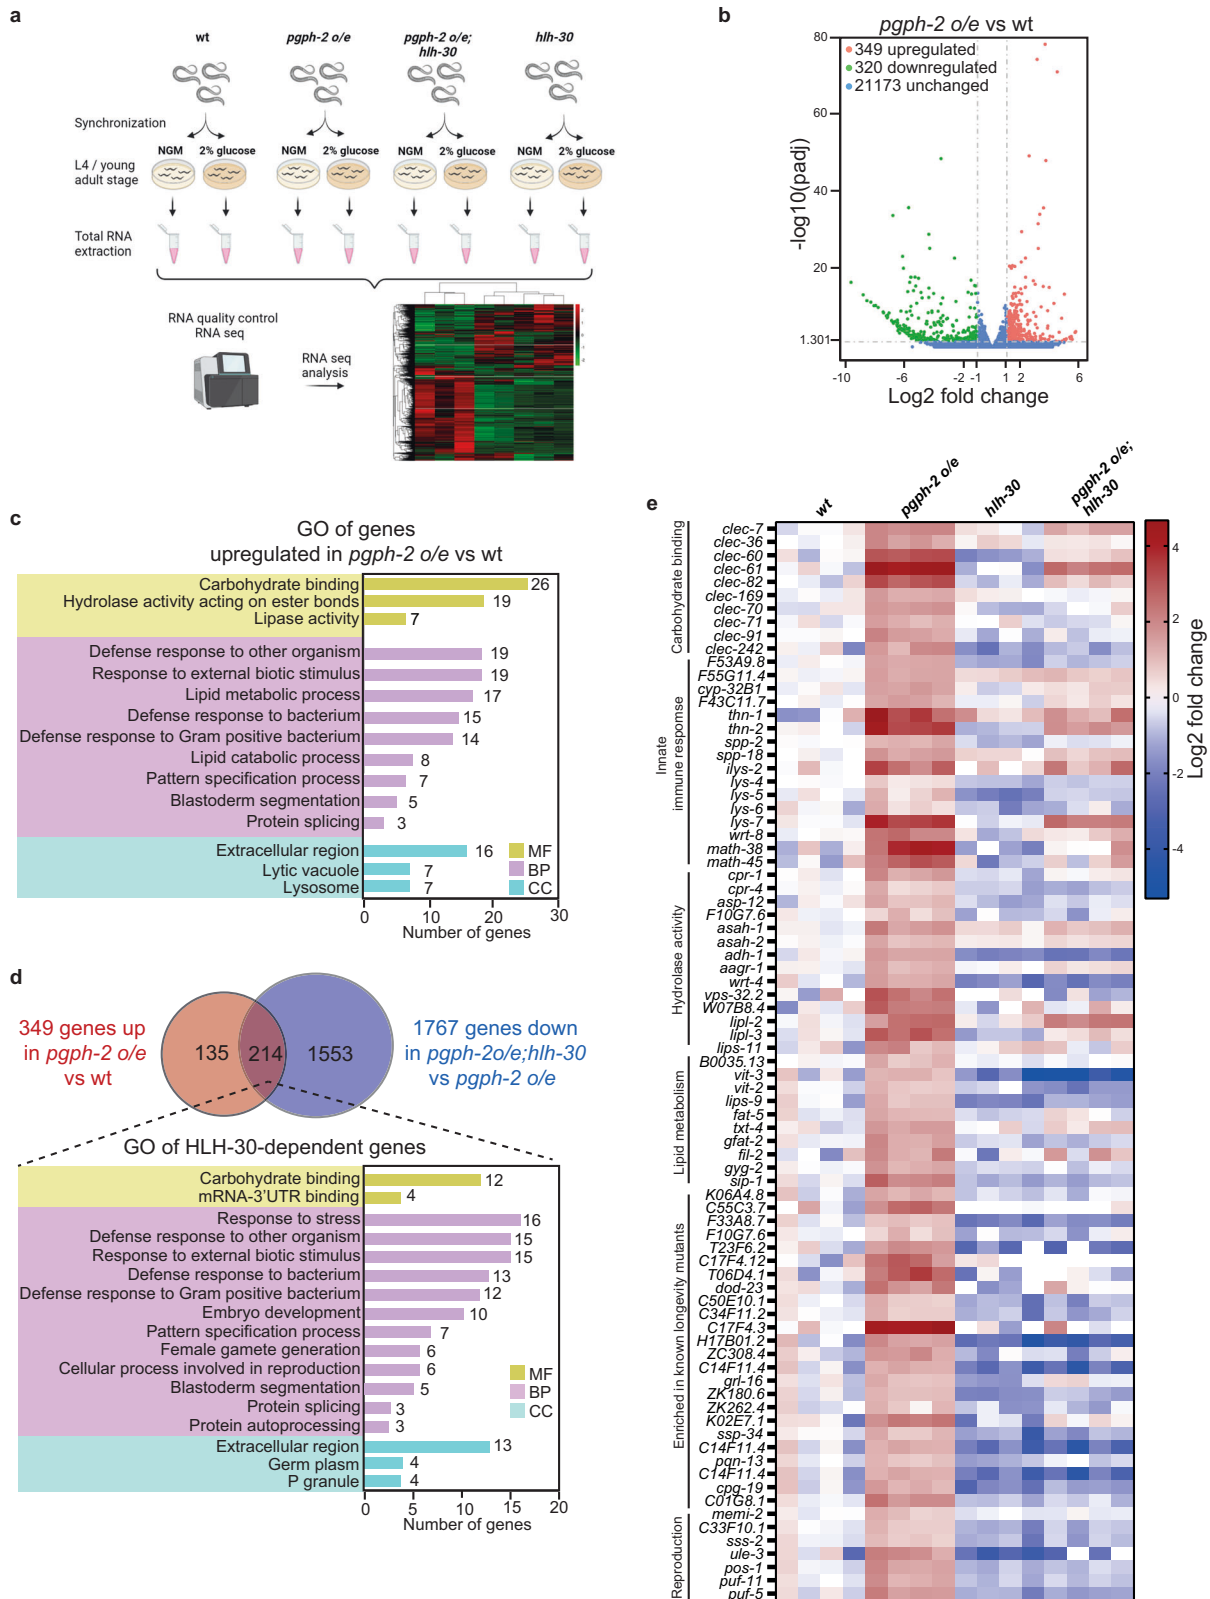 a
wt
pgph-2 o/e
pgph-2 o/e;
hlh-30
hlh-30
Synchronization
NGM 2% glucose NGM 2% glucose NGM 2% glucose NGM 2% glucose
L4 / young
adult stage
Total RNA
extraction
RNA quality control
RNA seq
RNA seq
analysis
b
pgph-2 o/e vs wt
349 upregulated
320 downregulated
21173 unchanged
80
60
40
20
1.301
-log10(padj)
-10 -6 -2 -1 1 2 6
Log2 fold change
c
GO of genes
upregulated in pgph-2 o/e vs wt
Carbohydrate binding 26
Hydrolase activity acting on ester bonds 19
Lipase activity 7
Defense response to other organism 19
Response to external biotic stimulus 19
Lipid metabolic process 17
Defense response to bacterium 15
Defense response to Gram positive bacterium 14
Lipid catabolic process 8
Pattern specification process 7
Blastoderm segmentation 5
Protein splicing 3
Extracellular region 16
Lytic vacuole 7
Lysosome 7
MF
BP
CC
0 10 20 30
Number of genes
d
349 genes up
in pgph-2 o/e
vs wt
135 214 1553
1767 genes down
in pgph-2o/e;hlh-30
vs pgph-2 o/e
GO of HLH-30-dependent genes
Carbohydrate binding 12
mRNA-3'UTR binding 4
Response to stress 16
Defense response to other organism 15
Response to external biotic stimulus 15
Defense response to bacterium 13
Defense response to Gram positive bacterium 12
Embryo development 10
Pattern specification process 7
Female gamete generation 6
Cellular process involved in reproduction 6
Blastoderm segmentation 5
Protein splicing 3
Protein autoprocessing 3
Extracellular region 13
Germ plasm 4
P granule 4
MF
BP
CC
0 5 10 15 20
Number of genes
e
wt
pgph-2 o/e
hlh-30
pgph-2 o/e;
hlh-30
Carbohydrate binding
clec-7
clec-36
clec-60
clec-61
clec-82
clec-169
clec-70
clec-71
clec-91
clec-242
Innate
immune response
F53A9.8
F55G11.4
cyp-32B1
F43C11.7
thn-1
thn-2
spp-2
spp-18
ilys-2
lys-4
lys-5
lys-6
lys-7
wrt-8
math-38
math-45
Hydrolase activity
cpr-1
cpr-4
asp-12
F10G7.6
asah-1
asah-2
adh-1
aagr-1
wrt-4
vps-32.2
W07B8.4
lipl-2
lipl-3
lips-11
Lipid metabolism
B0035.13
vit-3
vit-2
lips-9
fat-5
txt-4
gfat-2
fil-2
gyg-2
sip-1
Enriched in known longevity mutants
K06A4.8
C55C3.7
F33A8.7
F10G7.6
T23F6.2
C17F4.12
T06D4.1
dod-23
C50E10.1
C34F11.2
C17F4.3
H17B01.2
ZC308.4
C14F11.4
grl-16
ZK180.6
ZK262.4
K02E7.1
ssp-34
C14F11.4
pqn-13
C14F11.4
cpg-19
C01G8.1
Reproduction
memi-2
C33F10.1
sss-2
ule-3
pos-1
puf-11
puf-5
4
2
0
-2
-4
Log2 fold change